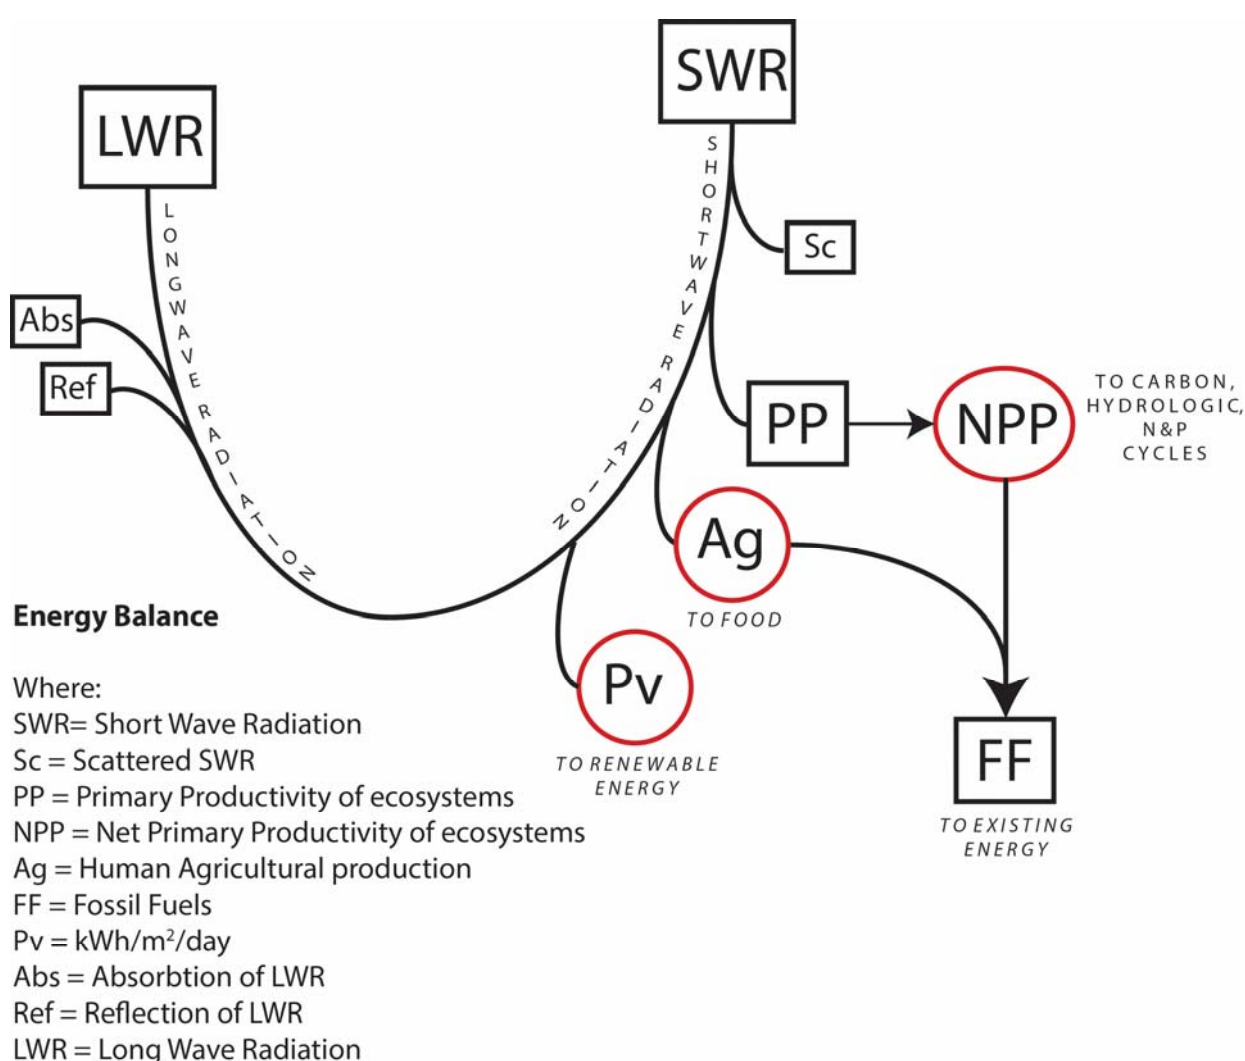 SWR
LWR
SHORTWAVE RADIATION
LONGWAVE RADIATION
Sc
Abs
Ref
PP
NPP
TO CARBON,
HYDROLOGIC,
N&P
CYCLES
Ag
TO FOOD
Pv
TO RENEWABLE
ENERGY
FF
TO EXISTING
ENERGY
Energy Balance
Where:
SWR= Short Wave Radiation
Sc = Scattered SWR
PP = Primary Productivity of ecosystems
NPP = Net Primary Productivity of ecosystems
Ag = Human Agricultural production
FF = Fossil Fuels
Pv = kWh/m²/day
Abs = Absorbtion of LWR
Ref = Reflection of LWR
LWR = Long Wave Radiation